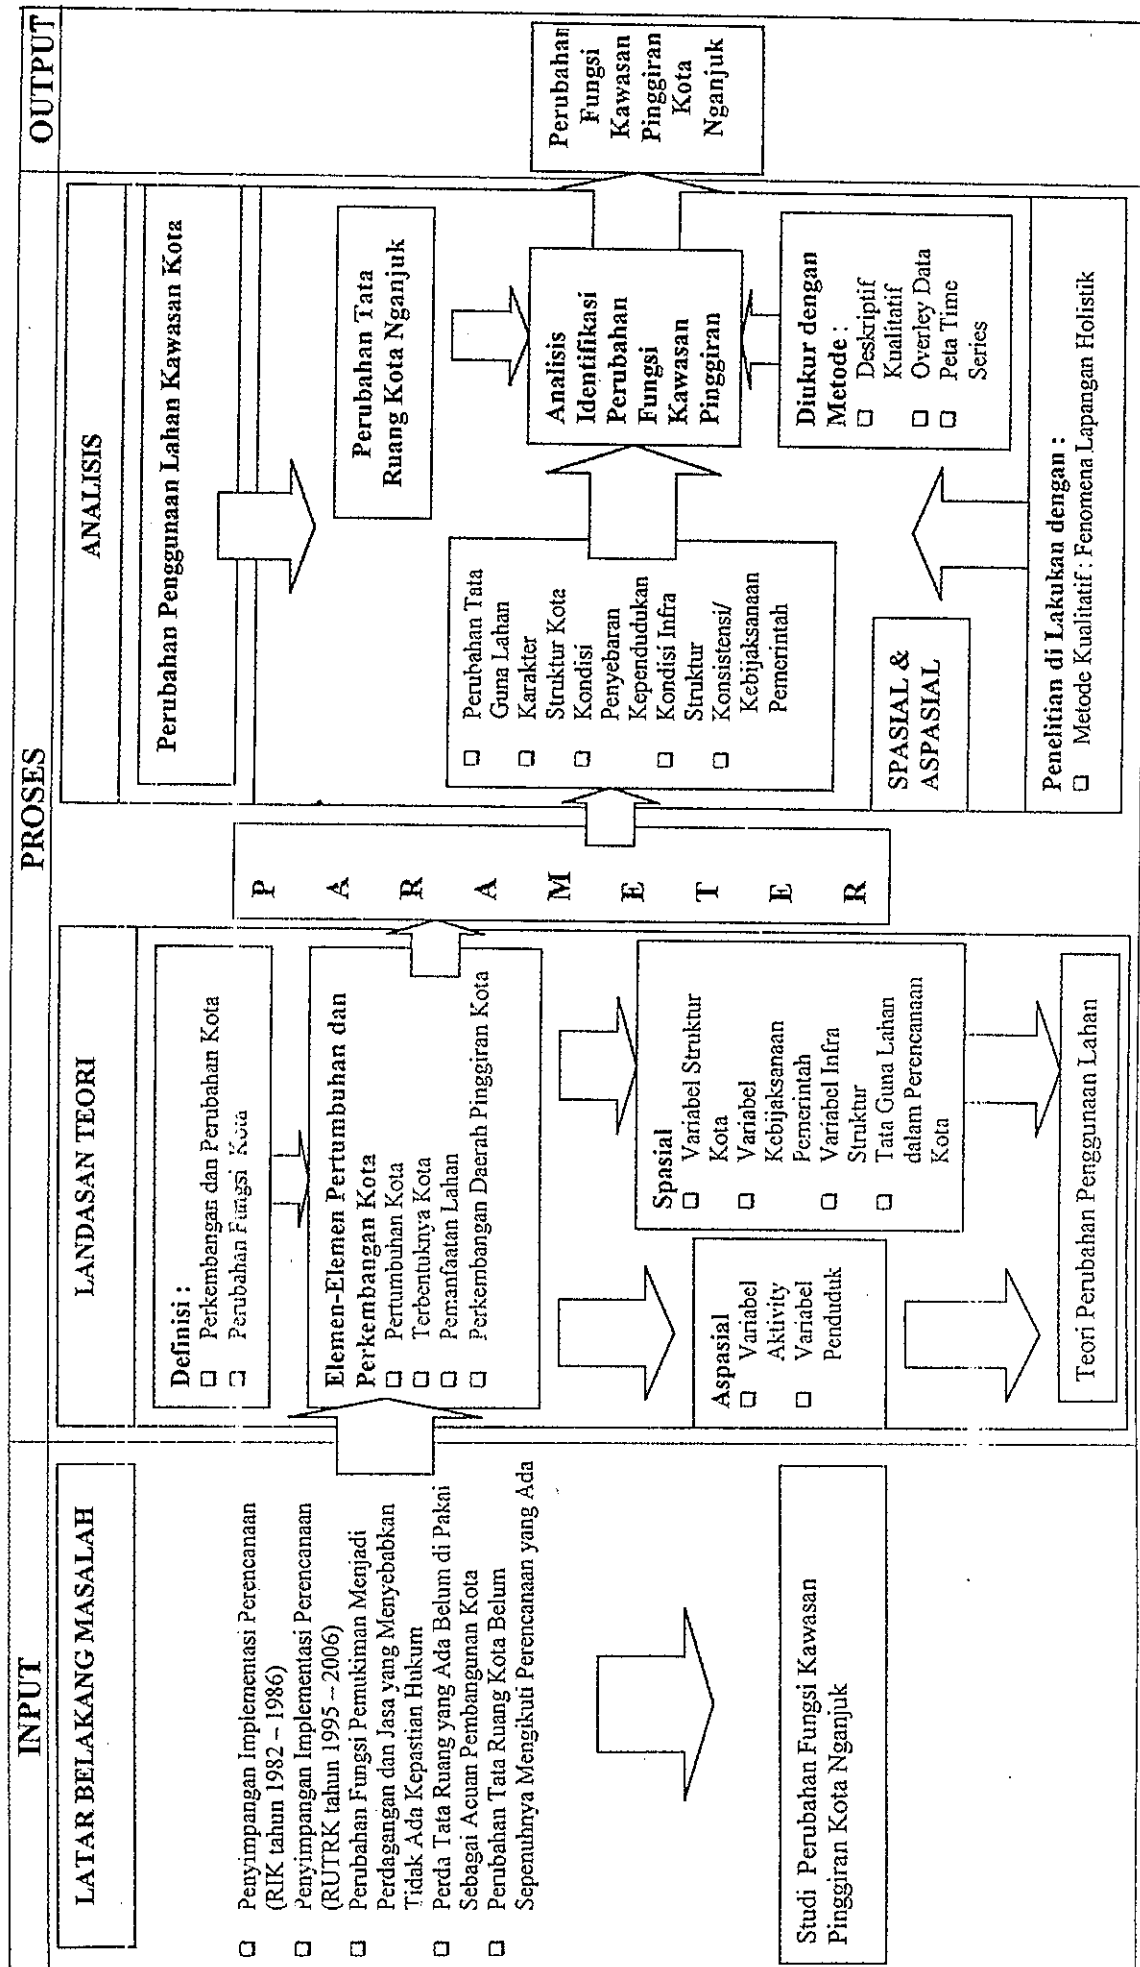 INPUT
PROSES
OUTPUT
LATAR BELAKANG MASALAH
Penyimpangan Implementasi Perencanaan
(RIK tahun 1982 – 1986)
Penyimpangan Implementasi Perencanaan
(RUTRK tahun 1995 – 2006)
Perubahan Fungsi Pemukiman Menjadi
Perdagangan dan Jasa yang Menyebabkan
Tidak Ada Kepastian Hukum
Perda Tata Ruang yang Ada Belum di Pakai
Sebagai Acuan Pembangunan Kota
Perubahan Tata Ruang Kota Belum
Sepenuhnya Mengikuti Perencanaan yang Ada
Studi Perubahan Fungsi Kawasan
Pinggiran Kota Nganjuk
LANDASAN TEORI
Definisi :
Perkembangan dan Perubahan Kota
Perubahan Fungsi Kota
Elemen-Elemen Pertumbuhan dan
Perkembangan Kota
Pertumbuhan Kota
Terbentuknya Kota
Pemanfaatan Lahan
Perkembangan Daerah Pinggiran Kota
Aspasial
Variabel
Aktivity
Variabel
Penduduk
Spasial
Variabel Struktur
Kota
Variabel
Kebijaksanaan
Pemerintah
Variabel Infra
Struktur
Tata Guna Lahan
dalam Perencanaan
Kota
Teori Perubahan Penggunaan Lahan
P A R A M E T E R
ANALISIS
Perubahan Penggunaan Lahan Kawasan Kota
Perubahan Tata
Ruang Kota Nganjuk
Perubahan Tata
Guna Lahan
Karakter
Struktur Kota
Kondisi
Penyebaran
Kependudukan
Kondisi Infra
Struktur
Konsistensi/
Kebijaksanaan
Pemerintah
Analisis
Identifikasi
Perubahan
Fungsi
Kawasan
Pinggiran
SPASIAL &
ASPASIAL
Diukur dengan
Metode :
Deskriptif
Kualitatif
Overley Data
Peta Time
Series
Penelitian di Lakukan dengan :
Metode Kualitatif : Fenomena Lapangan Holistik
Perubahan
Fungsi
Kawasan
Pinggiran
Kota
Nganjuk